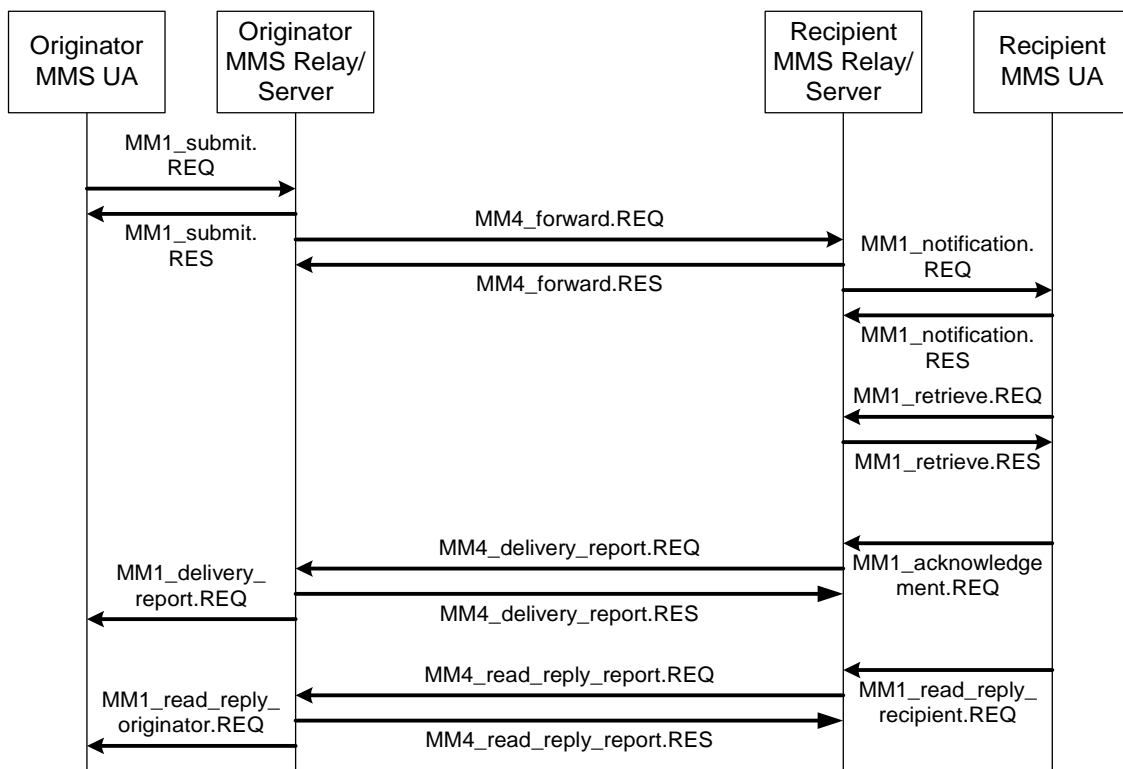 Originator
MMS UA
Originator
MMS Relay/
Server
Recipient
MMS Relay/
Server
Recipient
MMS UA
MM1_submit.
REQ
MM1_submit.
RES
MM4_forward.REQ
MM4_forward.RES
MM1_notification.
REQ
MM1_notification.
RES
MM1_retrieve.REQ
MM1_retrieve.RES
MM1_acknowledge
ment.REQ
MM4_delivery_report.REQ
MM4_delivery_report.RES
MM1_delivery_
report.REQ
MM1_read_reply_
recipient.REQ
MM4_read_reply_report.REQ
MM4_read_reply_report.RES
MM1_read_reply_
originator.REQ